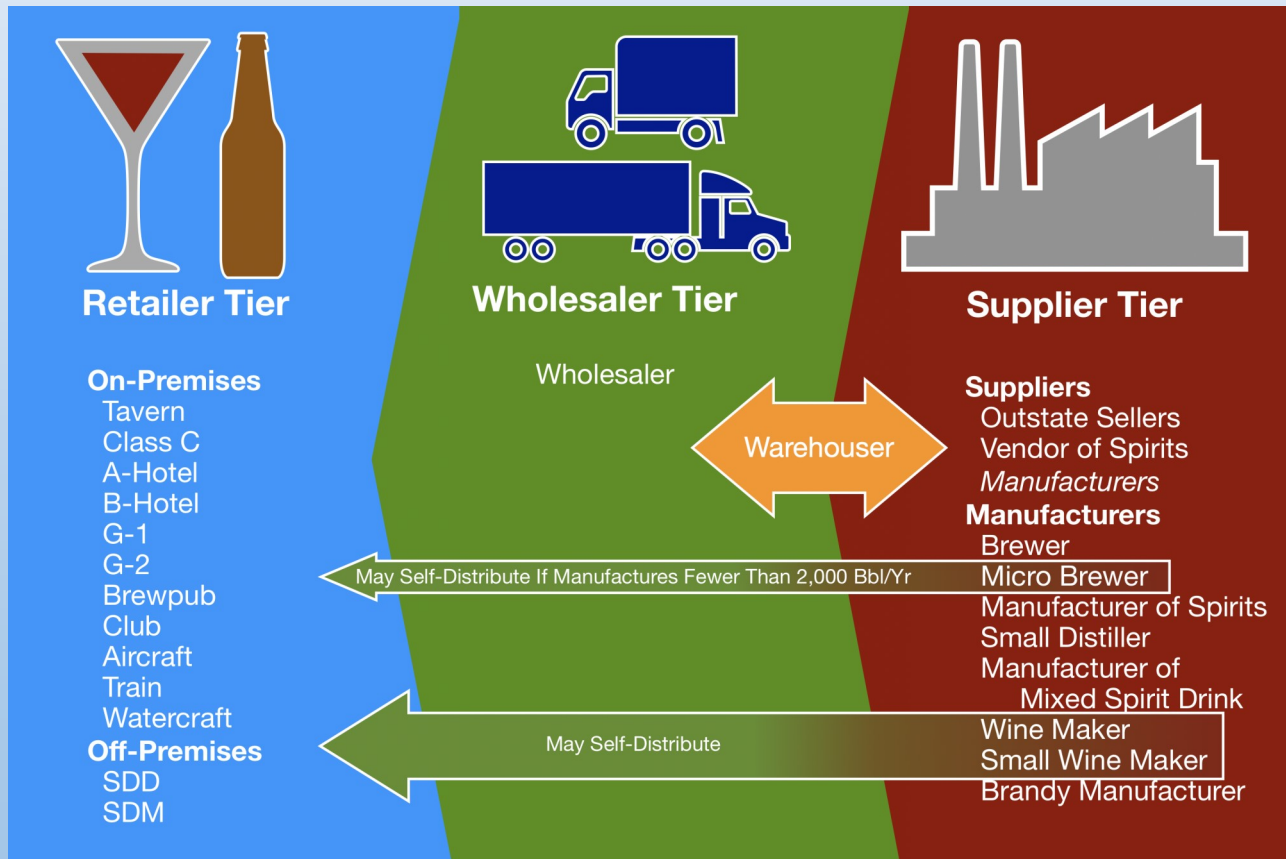 Retailer Tier
On-Premises
Tavern
Class C
A-Hotel
B-Hotel
G-1
G-2
Brewpub
Club
Aircraft
Train
Watercraft
Off-Premises
SDD
SDM
Wholesaler Tier
Wholesaler
Warehouser
May Self-Distribute If Manufactures Fewer Than 2,000 Bbl/Yr
May Self-Distribute
Supplier Tier
Suppliers
Outstate Sellers
Vendor of Spirits
Manufacturers
Manufacturers
Brewer
Micro Brewer
Manufacturer of Spirits
Small Distiller
Manufacturer of
Mixed Spirit Drink
Wine Maker
Small Wine Maker
Brandy Manufacturer